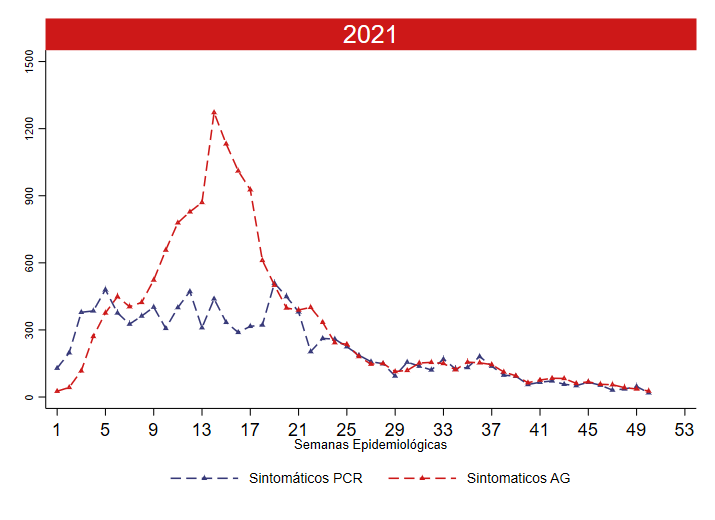 2021
1500
1200
900
600
300
0
1 5 9 13 17 21 25 29 33 37 41 45 49 53
Semanas Epidemiológicas
Sintomáticos PCR Sintomaticos AG